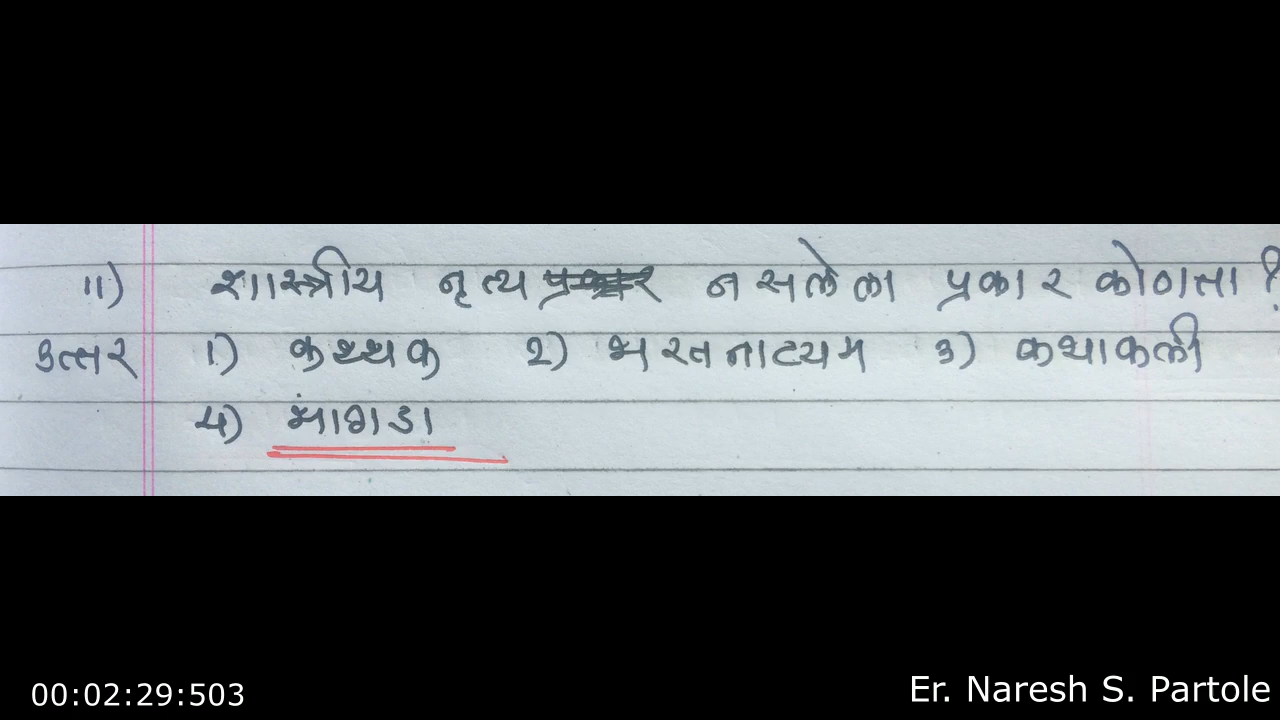 11) शास्त्रीय नृत्य नसलेला प्रकार कोणता ?
उत्तर 1) कथ्थक 2) भरतनाट्यम 3) कथाकली
4) भांगडा
00:02:29:503
Er. Naresh S. Partole